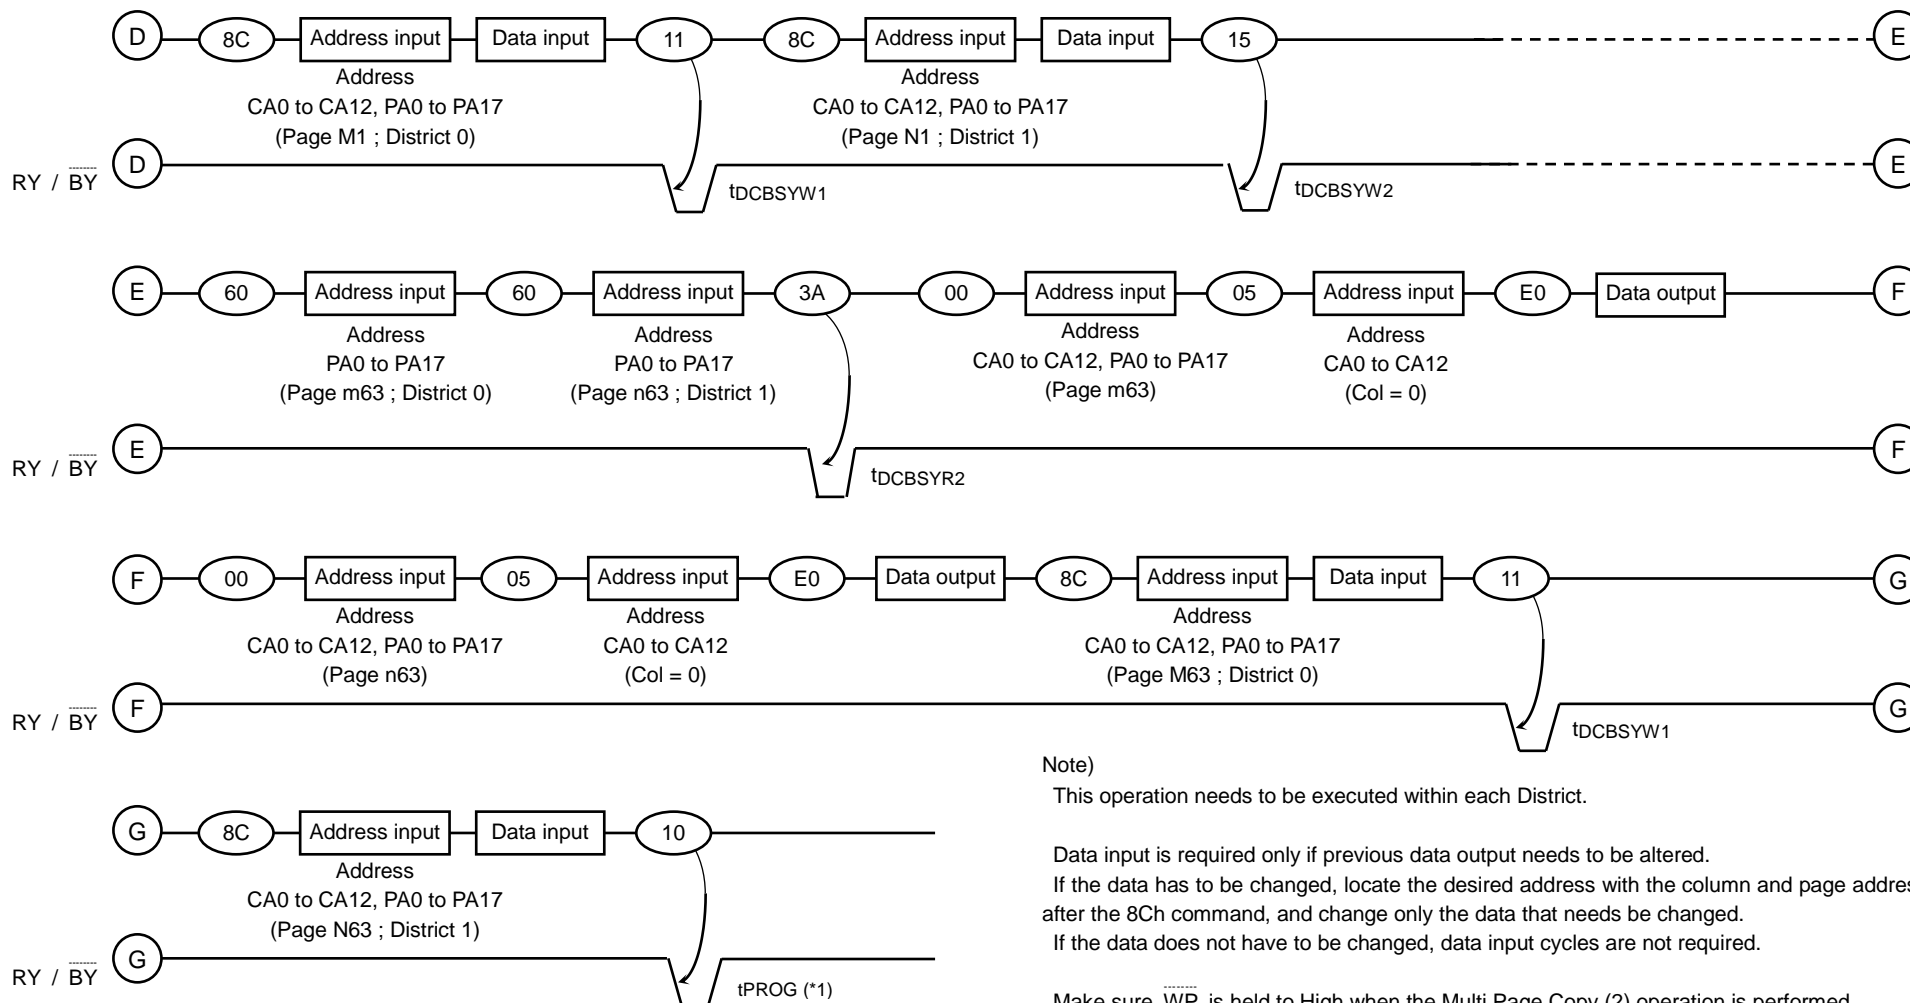 D 8C Address input Data input 11 8C Address input Data input 15 E
Address Address
CA0 to CA12, PA0 to PA17 CA0 to CA12, PA0 to PA17
(Page M1 ; District 0) (Page N1 ; District 1)
RY / BY D E
tDCBSYW1 tDCBSYW2
E 60 Address input 60 Address input 3A 00 Address input 05 Address input E0 Data output F
Address Address Address Address
PA0 to PA17 PA0 to PA17 CA0 to CA12, PA0 to PA17 CA0 to CA12
(Page m63 ; District 0) (Page n63 ; District 1) (Page m63) (Col = 0)
RY / BY E F
tDCBSYR2
F 00 Address input 05 Address input E0 Data output 8C Address input Data input 11 G
Address Address Address
CA0 to CA12, PA0 to PA17 CA0 to CA12 CA0 to CA12, PA0 to PA17
(Page n63) (Col = 0) (Page M63 ; District 0)
RY / BY F G
tDCBSYW1
G 8C Address input Data input 10
Address
CA0 to CA12, PA0 to PA17
(Page N63 ; District 1)
RY / BY G
tPROG (*1)
Note)
This operation needs to be executed within each District.
Data input is required only if previous data output needs to be altered.
If the data has to be changed, locate the desired address with the column and page addres
after the 8Ch command, and change only the data that needs be changed.
If the data does not have to be changed, data input cycles are not required.
Make sure WP is held to High when the Multi Page Copy (2) operation is performed